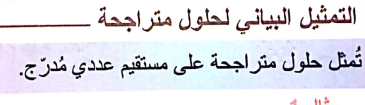 التمثيل البياني لحلول متراجحة
تُمثل حلول متراجحة على مستقيم عددي مُدرّج.